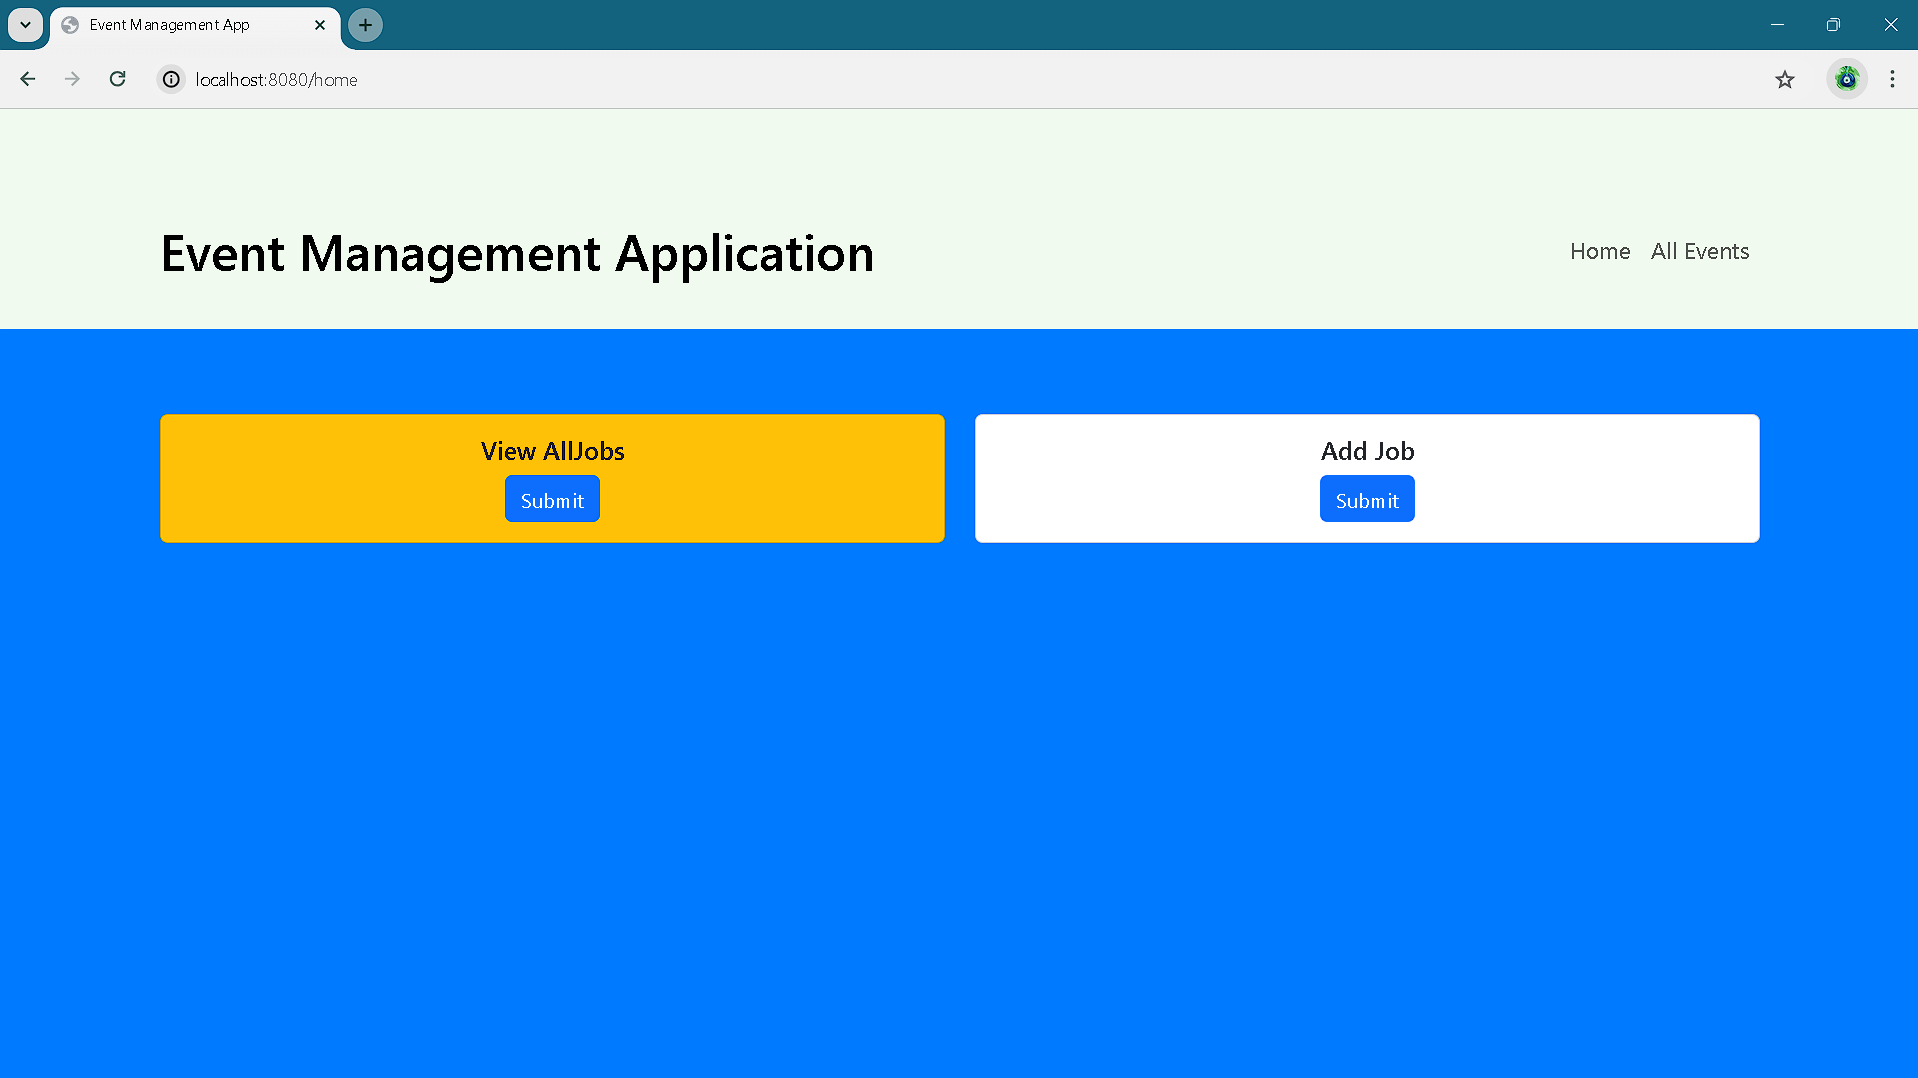 Event Management App
localhost:8080/home
Event Management Application
Home All Events
View AllJobs
Submit
Add Job
Submit